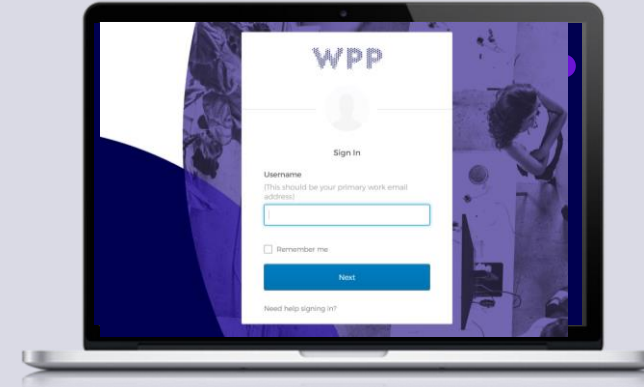 WPP
Sign In
Username
(This should be your primary work email
address)
Remember me
Next
Need help signing in?